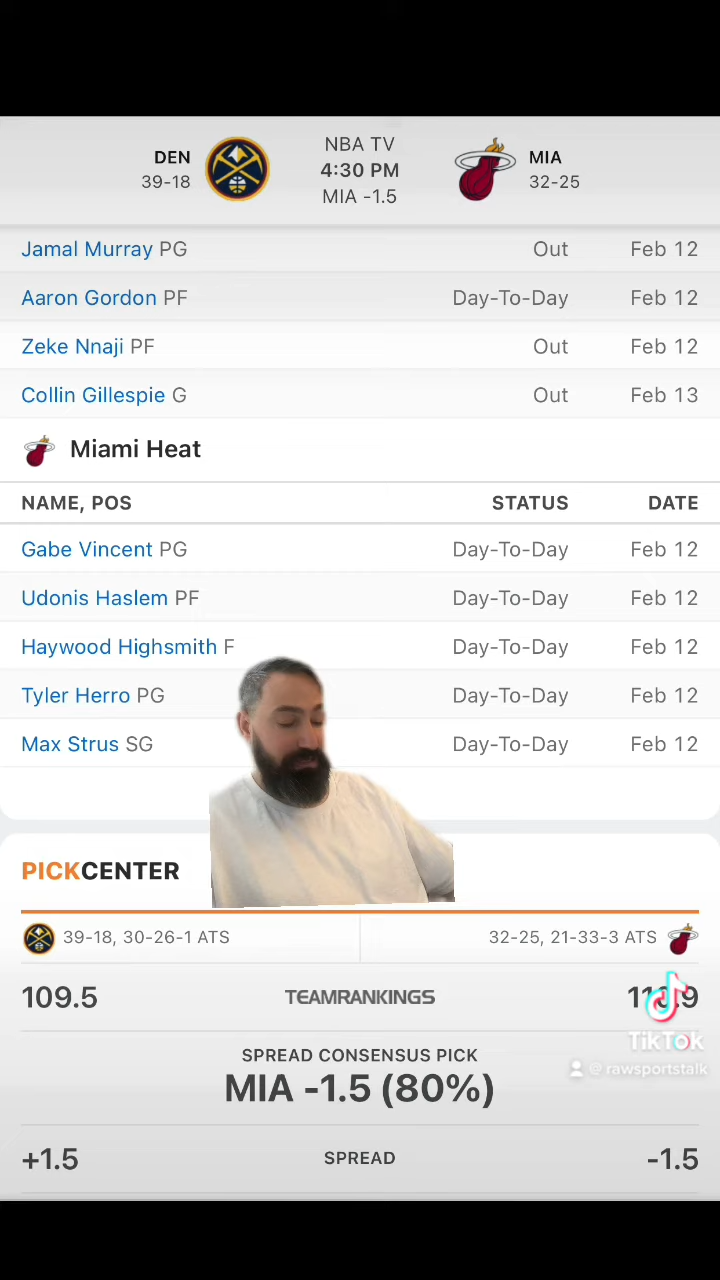 NBA TV
DEN 4:30 PM MIA
39-18 MIA -1.5 32-25
Jamal Murray PG Out Feb 12
Aaron Gordon PF Day-To-Day Feb 12
Zeke Nnaji PF Out Feb 12
Collin Gillespie G Out Feb 13
Miami Heat
NAME, POS STATUS DATE
Gabe Vincent PG Day-To-Day Feb 12
Udonis Haslem PF Day-To-Day Feb 12
Haywood Highsmith F Day-To-Day Feb 12
Tyler Herro PG Day-To-Day Feb 12
Max Strus SG Day-To-Day Feb 12
PICKCENTER
39-18, 30-26-1 ATS 32-25, 21-33-3 ATS
109.5 TEAMRANKINGS
TikTok
SPREAD CONSENSUS PICK
@rawsportstalk
MIA -1.5 (80%)
+1.5 SPREAD -1.5